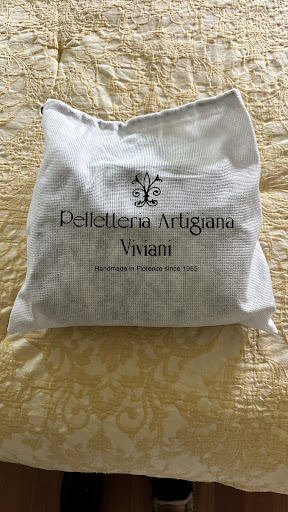 Pelletteria Artigiana
Viviani
Handmade in Florence since 1965